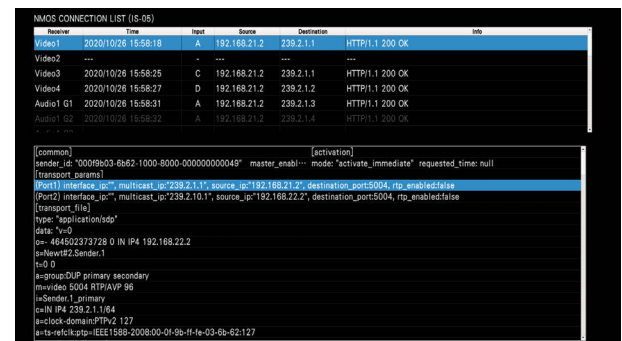 NMOS CONNECTION LIST (IS-05)
Receiver Time Input Source Destination Info
Video1 2020/10/26 15:58:18 A 192.168.21.2 239.2.1.1 HTTP/1.1 200 OK
Video2 --- - --- --- ---
Video3 2020/10/26 15:58:25 C 192.168.21.2 239.2.1.1 HTTP/1.1 200 OK
Video4 2020/10/26 15:58:27 D 192.168.21.2 239.2.1.1 HTTP/1.1 200 OK
Audio1 G1 2020/10/26 15:58:31 A 192.168.21.2 239.2.1.3 HTTP/1.1 200 OK
Audio1 G2 2020/10/26 15:58:32 A 192.168.21.2 239.2.1.4 HTTP/1.1 200 OK
[common] [activation]
sender_id: "000f9b03-6b62-1000-8000-000000000049" master_enabl··· mode: "activate_immediate" requested_time: null
[transport_params]
(Port1) interface_ip:"", multicast_ip:"239.2.1.1", source_ip:"192.168.21.2", destination_port:5004, rtp_enabled:false
(Port2) interface_ip:"", multicast_ip:"239.2.10.1", source_ip:"192.168.22.2", destination_port:5004, rtp_enabled:false
[transport_file]
type: "application/sdp"
data: "v=0
o=- 464502373728 0 IN IP4 192.168.22.2
s=Newt#2.Sender.1
t=0 0
a=group:DUP primary secondary
m=video 5004 RTP/AVP 96
i=Sender.1_primary
c=IN IP4 239.2.1.1/64
a=clock-domain:PTPv2 127
a=ts-refclk:ptp=IEEE1588-2008:00-0f-9b-ff-fe-03-6b-62:127